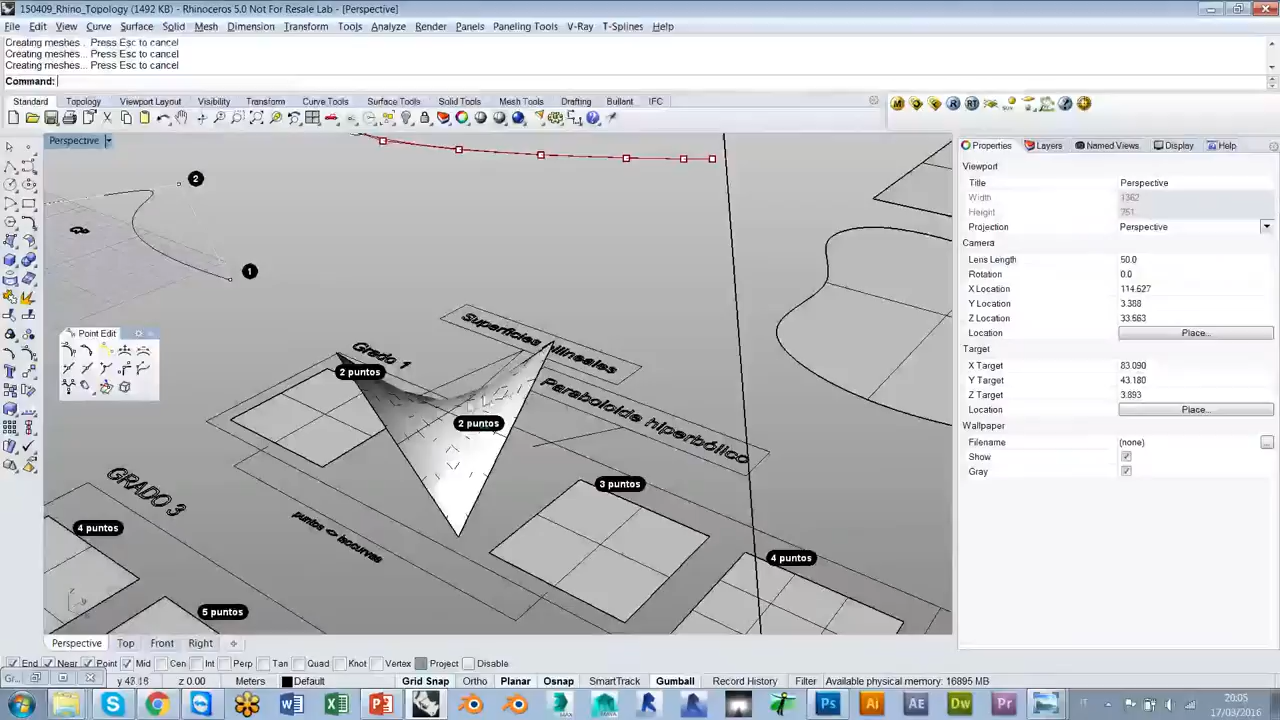 150409_Rhino_Topology (1492 KB) - Rhinoceros 5.0 Not For Resale Lab - [Perspective]
File Edit View Curve Surface Solid Mesh Dimension Transform Tools Analyze Render Panels Paneling Tools V-Ray T-Splines Help
Creating meshes... Press Esc to cancel
Creating meshes... Press Esc to cancel
Creating meshes... Press Esc to cancel
Command:
Standard Topology Viewport Layout Visibility Transform Curve Tools Surface Tools Solid Tools Mesh Tools Drafting Bullant IFC
Perspective
Properties Layers Named Views Display Help
Viewport
Title Perspective
Width 1362
Height 751
Projection Perspective
Camera
Lens Length 50.0
Rotation 0.0
X Location 114.627
Y Location 3.388
Z Location 33.563
Location Place...
Target
X Target 83.090
Y Target 43.180
Z Target 3.893
Location Place...
Wallpaper
Filename (none) ...
Show
Gray
2
1
Point Edit
Superficies bilineales
Grado 1
2 puntos
Paraboloide hiperbólico
2 puntos
3 puntos
GRADO 3
puntos <> isocurvas
4 puntos
4 puntos
5 puntos
Perspective Top Front Right
End Near Point Mid Cen Int Perp Tan Quad Knot Vertex Project Disable
Gr... y 43.18 z 0.00 Meters Default Grid Snap Ortho Planar Osnap SmartTrack Gumball Record History Filter Available physical memory: 16895 MB
IT
20:05
17/03/2016